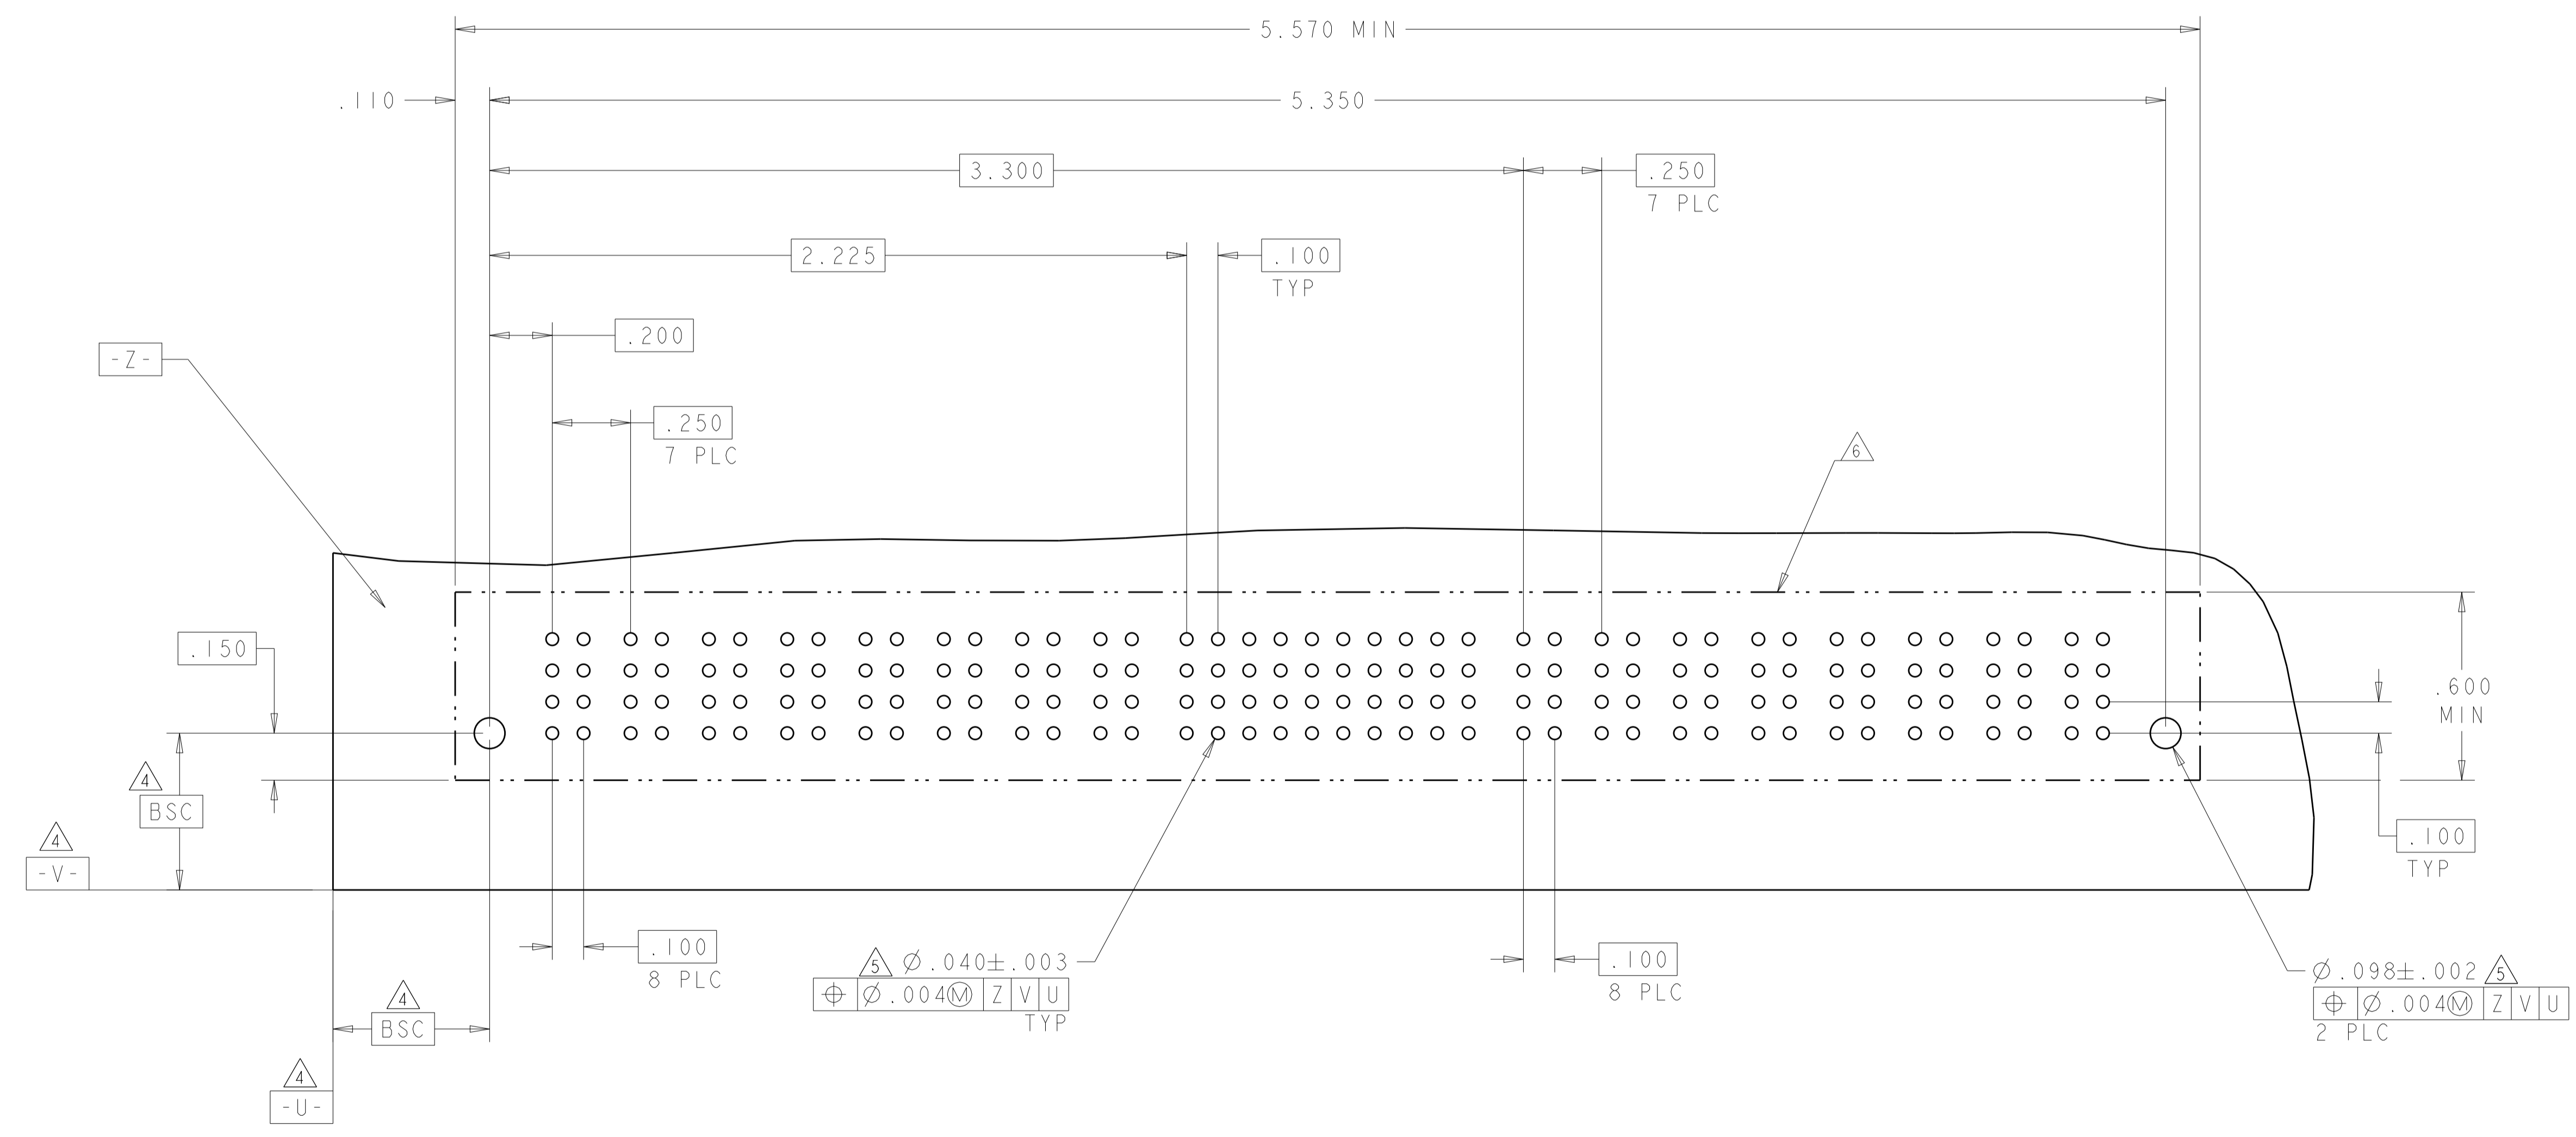 5.570 MIN
.110
5.350
3.300
.250
7 PLC
2.225
.100
TYP
.200
-Z-
.250
7 PLC
6
.150
.600
MIN
4
BSC
4
-V-
.100
TYP
.100
8 PLC
5 Ø.040±.003
⌖ Ø.004Ⓜ Z V U
TYP
.100
8 PLC
Ø.098±.002 5
⌖ Ø.004Ⓜ Z V U
2 PLC
4
BSC
4
-U-